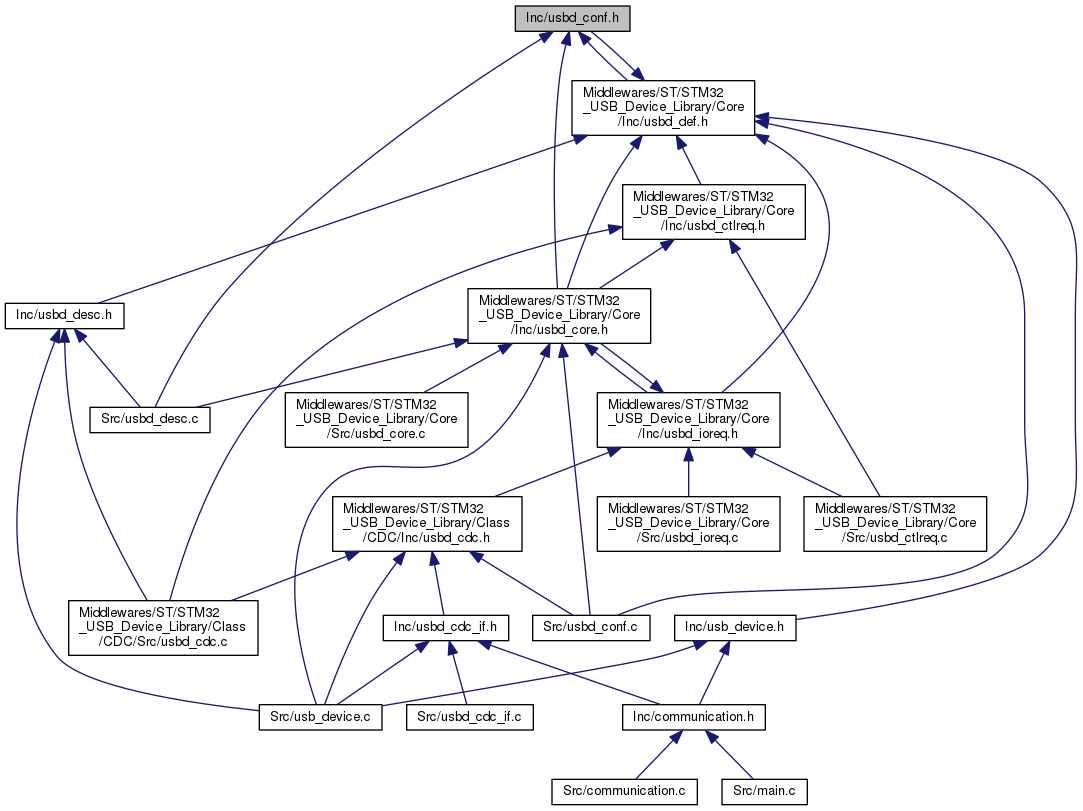 Inc/usbd_conf.h
Middlewares/ST/STM32
_USB_Device_Library/Core
/Inc/usbd_def.h
Middlewares/ST/STM32
_USB_Device_Library/Core
/Inc/usbd_ctlreq.h
Inc/usbd_desc.h
Middlewares/ST/STM32
_USB_Device_Library/Core
/Inc/usbd_core.h
Src/usbd_desc.c
Middlewares/ST/STM32
_USB_Device_Library/Core
/Src/usbd_core.c
Middlewares/ST/STM32
_USB_Device_Library/Core
/Inc/usbd_ioreq.h
Middlewares/ST/STM32
_USB_Device_Library/Class
/CDC/Inc/usbd_cdc.h
Middlewares/ST/STM32
_USB_Device_Library/Core
/Src/usbd_ioreq.c
Middlewares/ST/STM32
_USB_Device_Library/Core
/Src/usbd_ctlreq.c
Middlewares/ST/STM32
_USB_Device_Library/Class
/CDC/Src/usbd_cdc.c
Inc/usbd_cdc_if.h
Src/usbd_conf.c
Inc/usb_device.h
Src/usb_device.c
Src/usbd_cdc_if.c
Inc/communication.h
Src/communication.c
Src/main.c